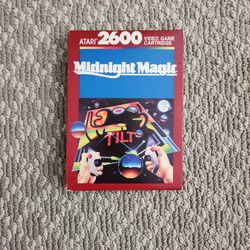 ATARI 2600 VIDEO GAME
CARTRIDGE
Midnight Magic
TILT